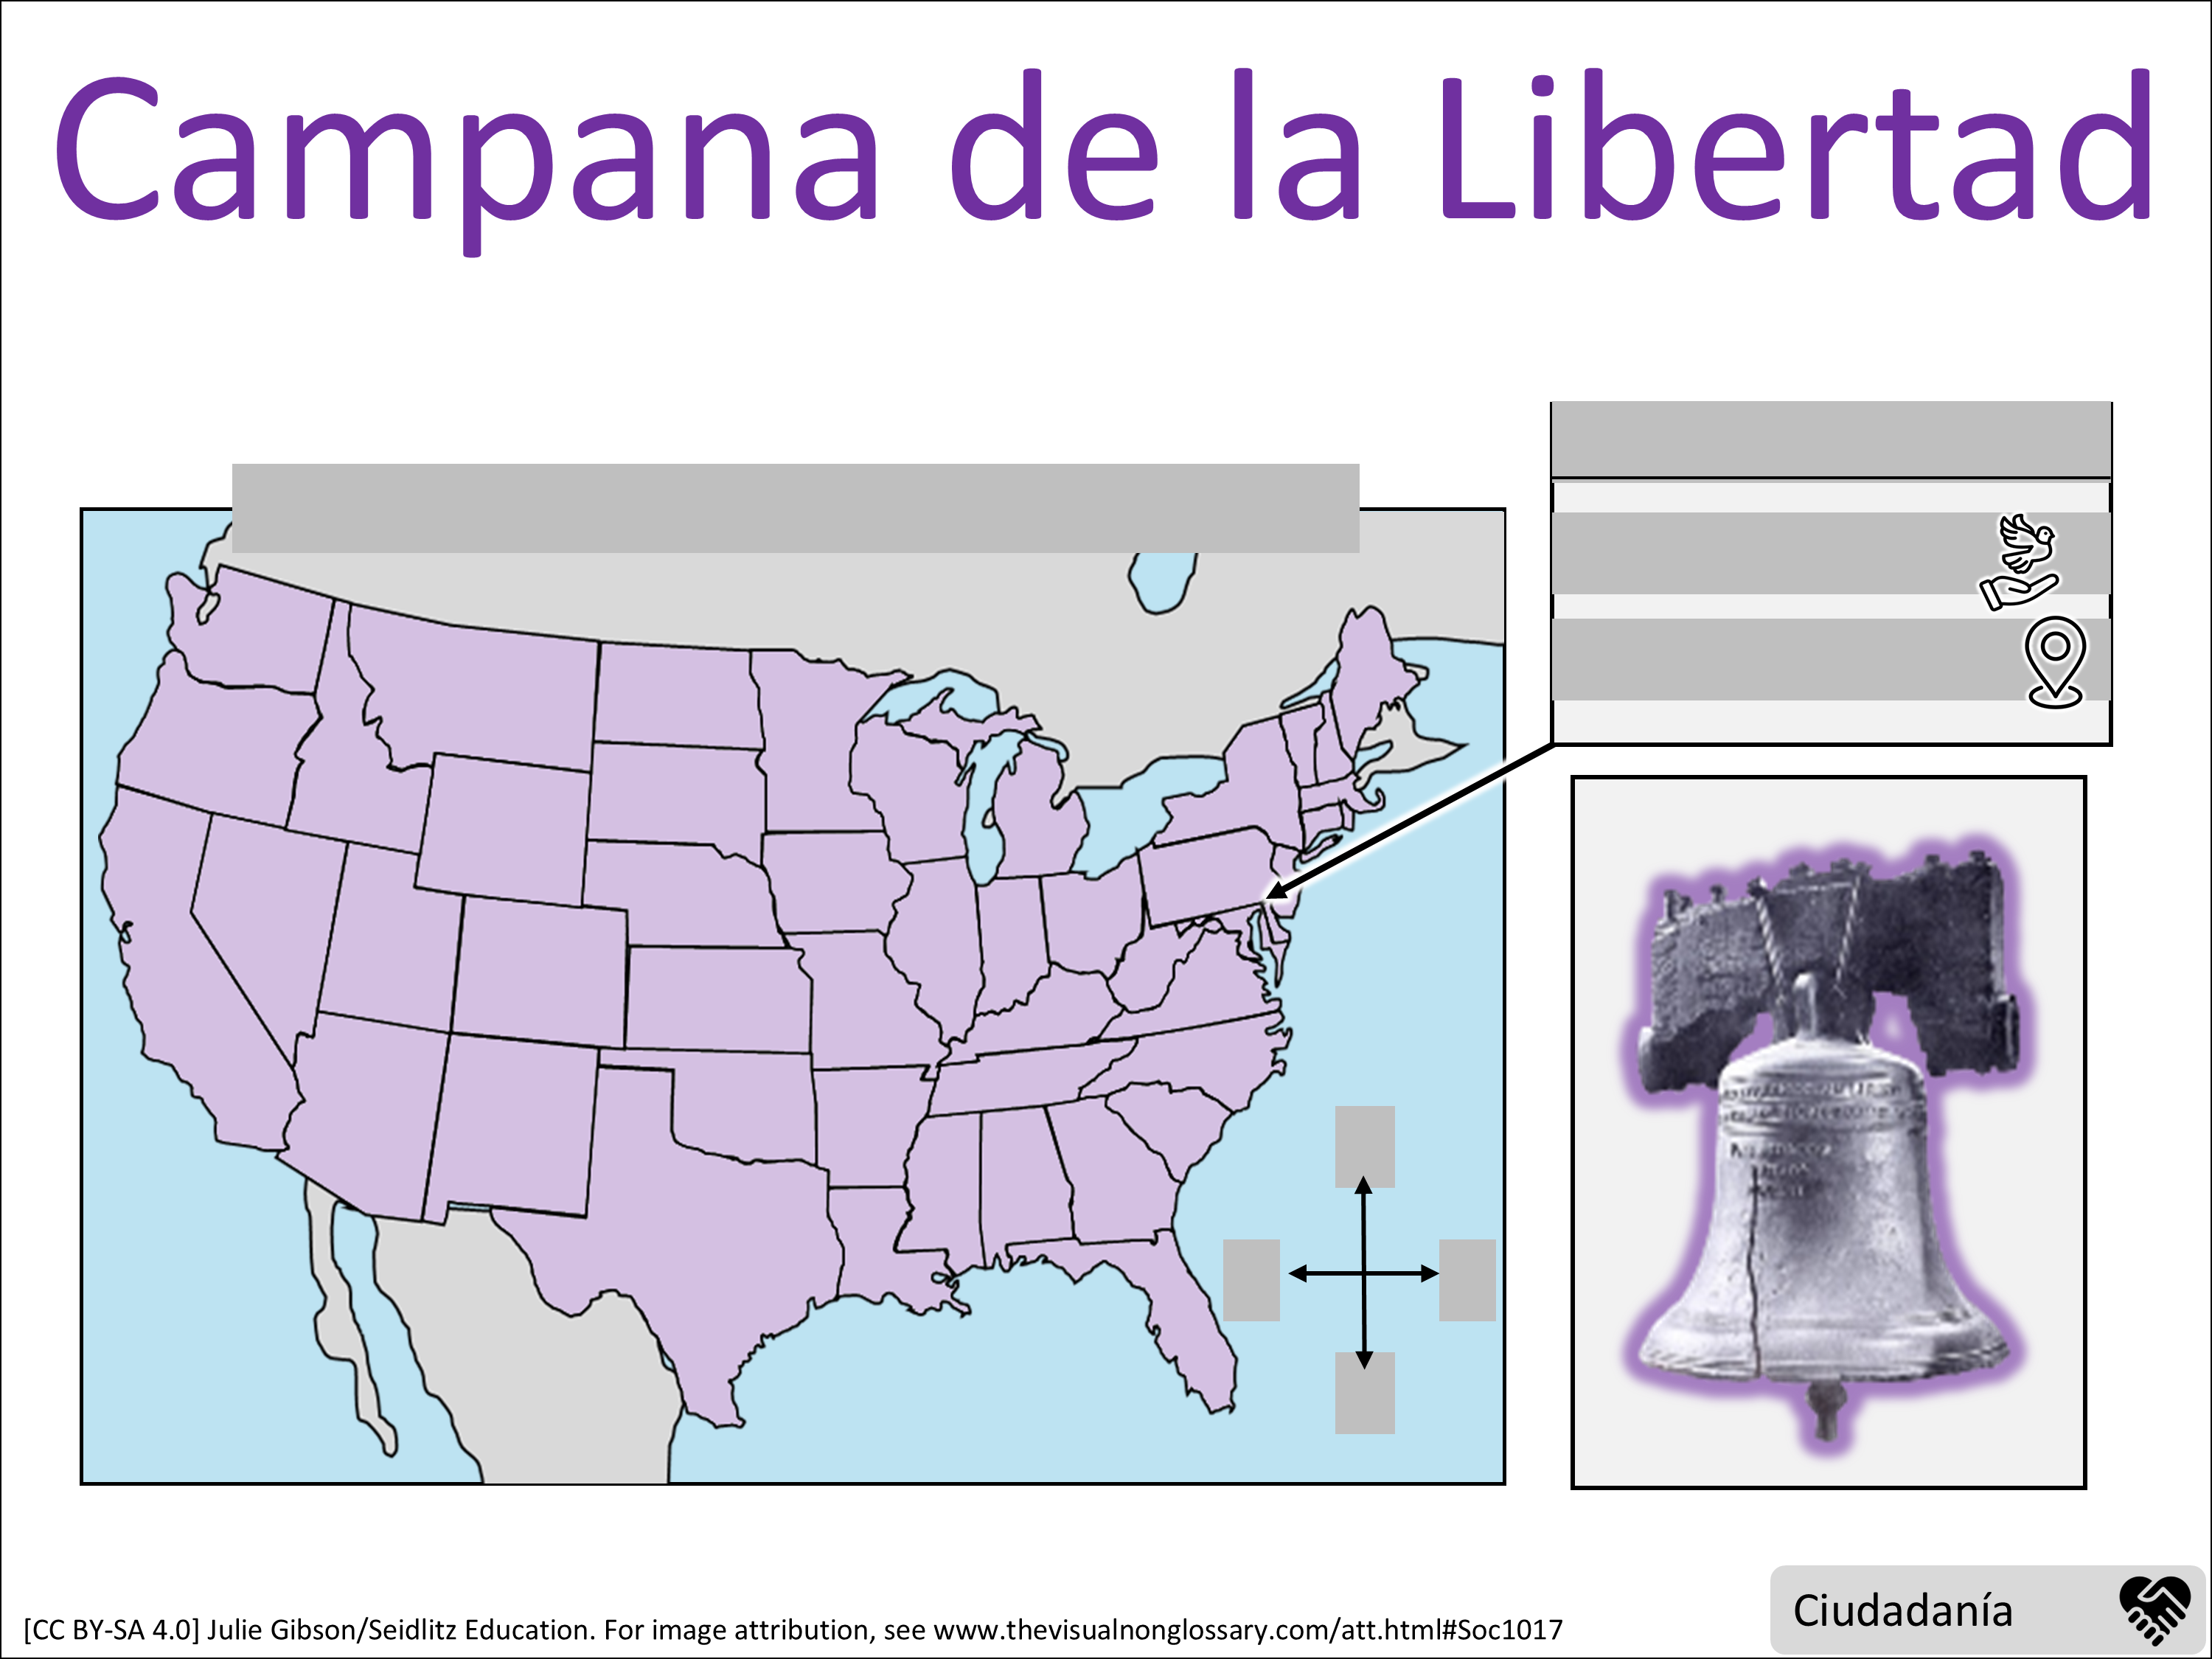 Campana de la Libertad
Ciudadanía
[CC BY-SA 4.0] Julie Gibson/Seidlitz Education. For image attribution, see www.thevisualnonglossary.com/att.html#Soc1017